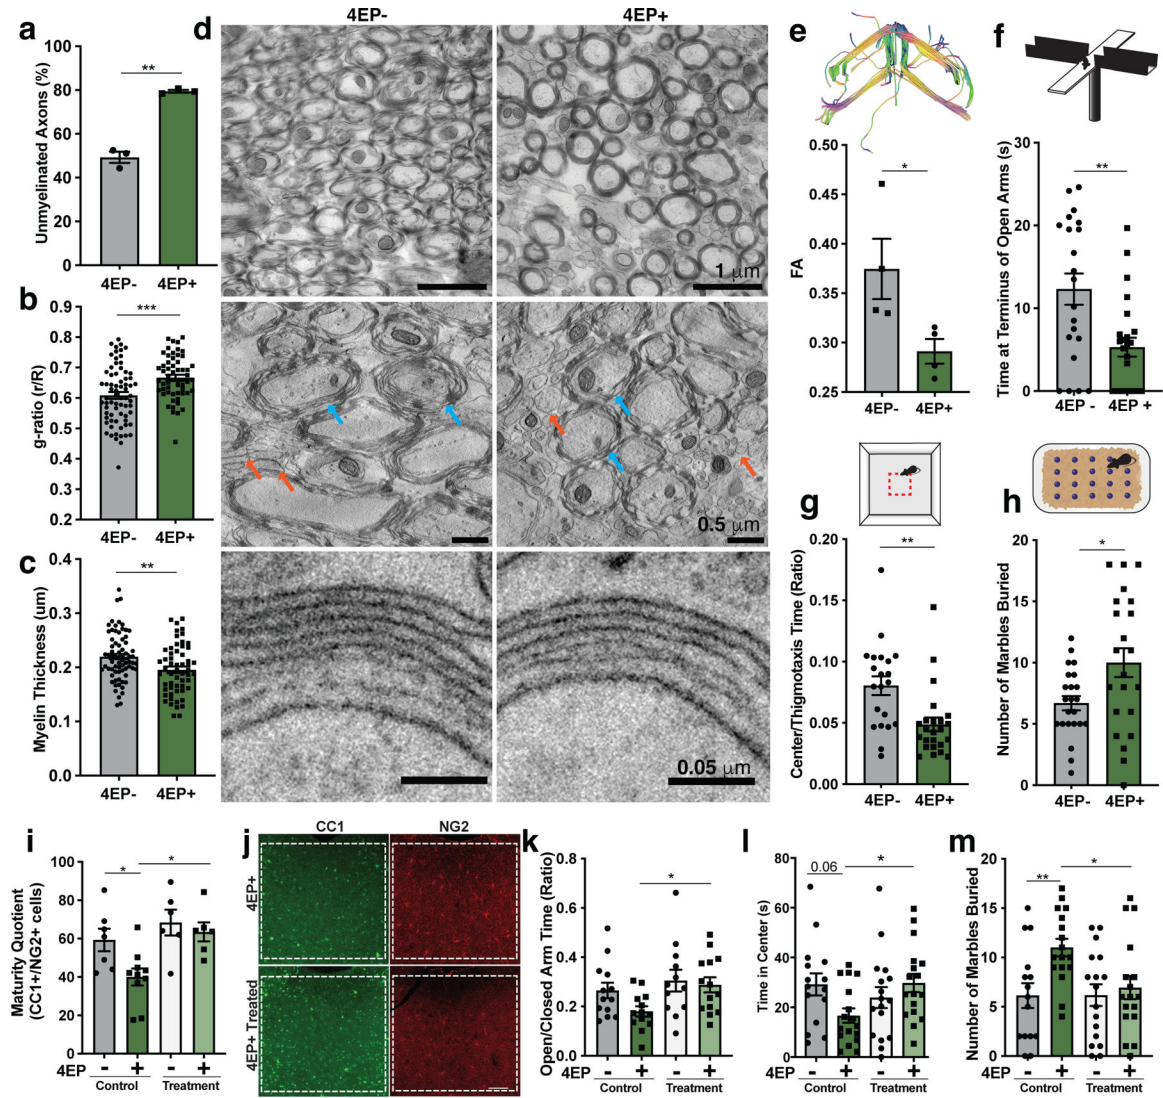 a
Unmyelinated Axons (%)
100
80
60
40
20
0
**
4EP-
4EP+
b
g-ratio (r/R)
0.9
0.8
0.7
0.6
0.5
0.4
0.3
0.2
***
4EP-
4EP+
c
Myelin Thickness (um)
0.4
0.3
0.2
0.1
0.0
**
4EP-
4EP+
d
4EP-
4EP+
1 μm
0.5 μm
0.05 μm
e
FA
0.50
0.45
0.40
0.35
0.30
0.25
*
4EP-
4EP+
f
Time at Terminus of Open Arms (s)
30
20
10
0
**
4EP -
4EP +
g
Center/Thigmotaxis Time (Ratio)
0.20
0.15
0.10
0.05
0.00
**
4EP-
4EP+
h
Number of Marbles Buried
20
15
10
5
0
*
4EP-
4EP+
i
Maturity Quotient
(CC1+/NG2+ cells)
100
80
60
40
20
0
*
*
4EP
- + - +
Control Treatment
j
CC1 NG2
4EP+
4EP+ Treated
k
Open/Closed Arm Time (Ratio)
0.8
0.6
0.4
0.2
0.0
*
4EP - + - +
Control Treatment
l
Time in Center (s)
80
60
40
20
0
0.06
*
- + - +
Control Treatment
m
Number of Marbles Buried
20
15
10
5
0
**
*
4EP - + - +
Control Treatment